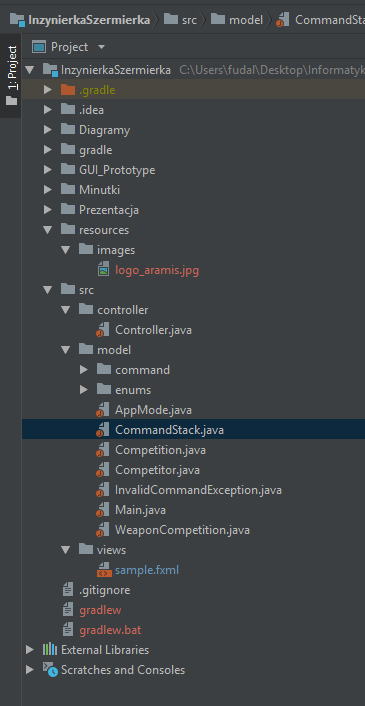 InzynierkaSzermierka src model CommandSta
1: Project
Project
InzynierkaSzermierka C:\Users\fudal\Desktop\Informatyk
.gradle
.idea
Diagramy
gradle
GUI_Prototype
Minutki
Prezentacja
resources
images
logo_aramis.jpg
src
controller
Controller.java
model
command
enums
AppMode.java
CommandStack.java
Competition.java
Competitor.java
InvalidCommandException.java
Main.java
WeaponCompetition.java
views
sample.fxml
.gitignore
gradlew
gradlew.bat
External Libraries
Scratches and Consoles